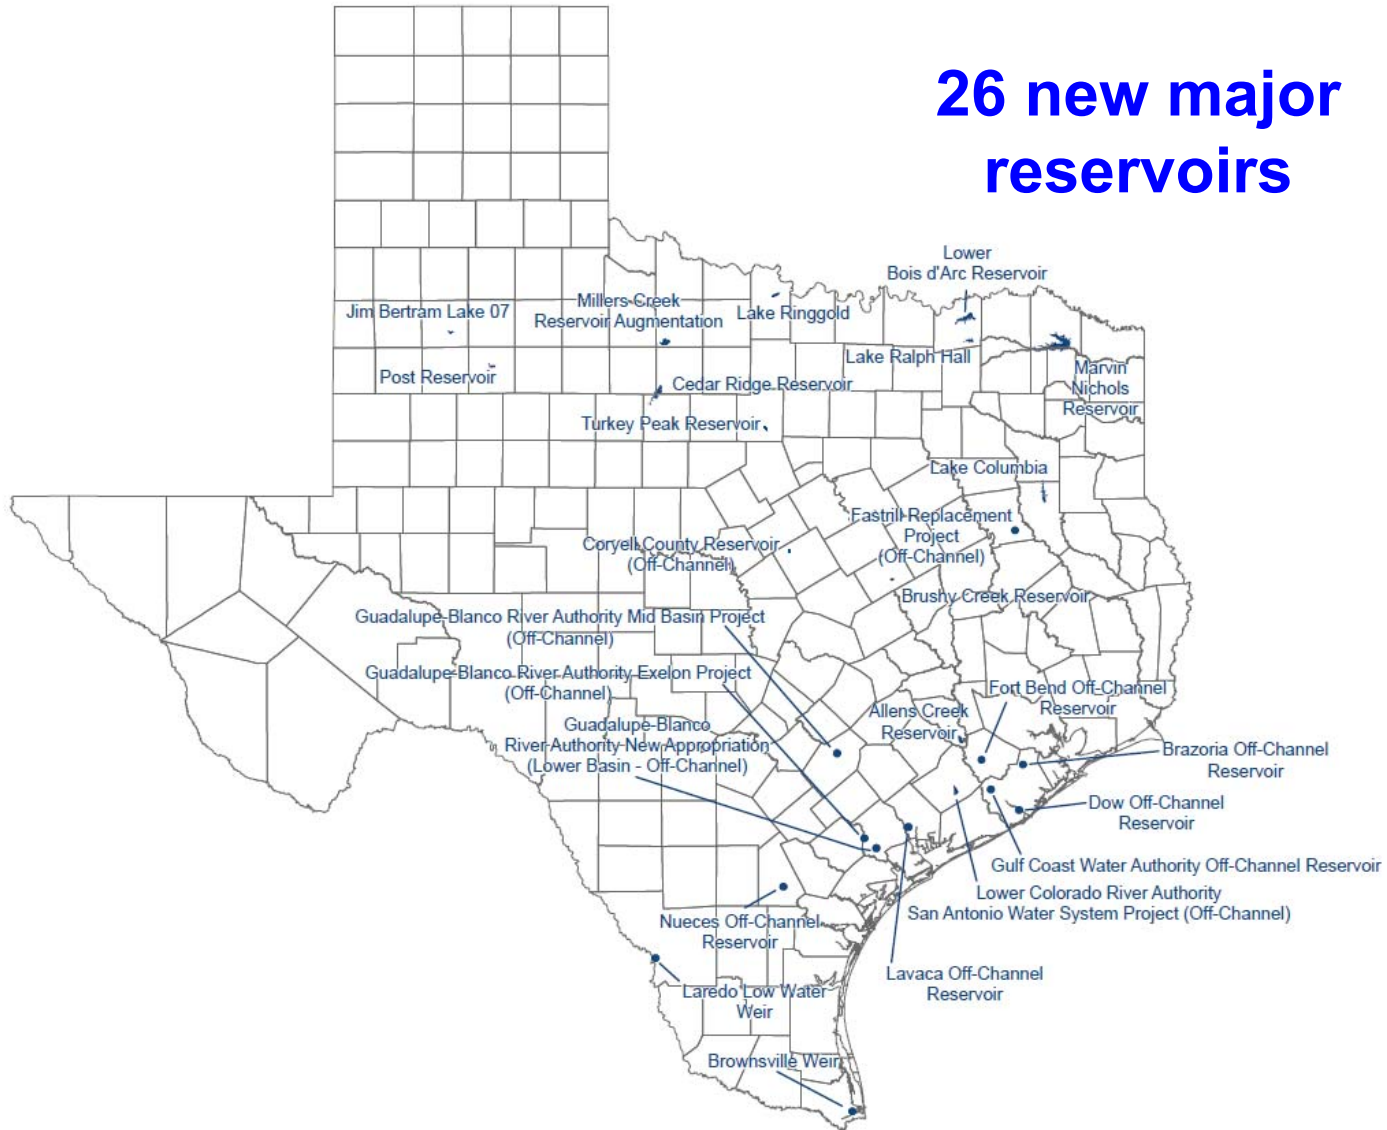 26 new major
reservoirs
Lower
Bois d'Arc Reservoir
Jim Bertram Lake 07
Millers Creek
Reservoir Augmentation
Lake Ringgold
Lake Ralph Hall
Marvin
Nichols
Reservoir
Post Reservoir
Cedar Ridge Reservoir
Turkey Peak Reservoir
Lake Columbia
Fastrill Replacement
Project
(Off-Channel)
Coryell County Reservoir
(Off-Channel)
Brushy Creek Reservoir
Guadalupe-Blanco River Authority Mid Basin Project
(Off-Channel)
Guadalupe-Blanco River Authority Exelon Project
(Off-Channel)
Fort Bend Off-Channel
Reservoir
Allens Creek
Reservoir
Guadalupe-Blanco
River Authority New Appropriation
(Lower Basin - Off-Channel)
Brazoria Off-Channel
Reservoir
Dow Off-Channel
Reservoir
Gulf Coast Water Authority Off-Channel Reservoir
Lower Colorado River Authority
San Antonio Water System Project (Off-Channel)
Nueces Off-Channel
Reservoir
Lavaca Off-Channel
Reservoir
Laredo Low Water
Weir
Brownsville Weir